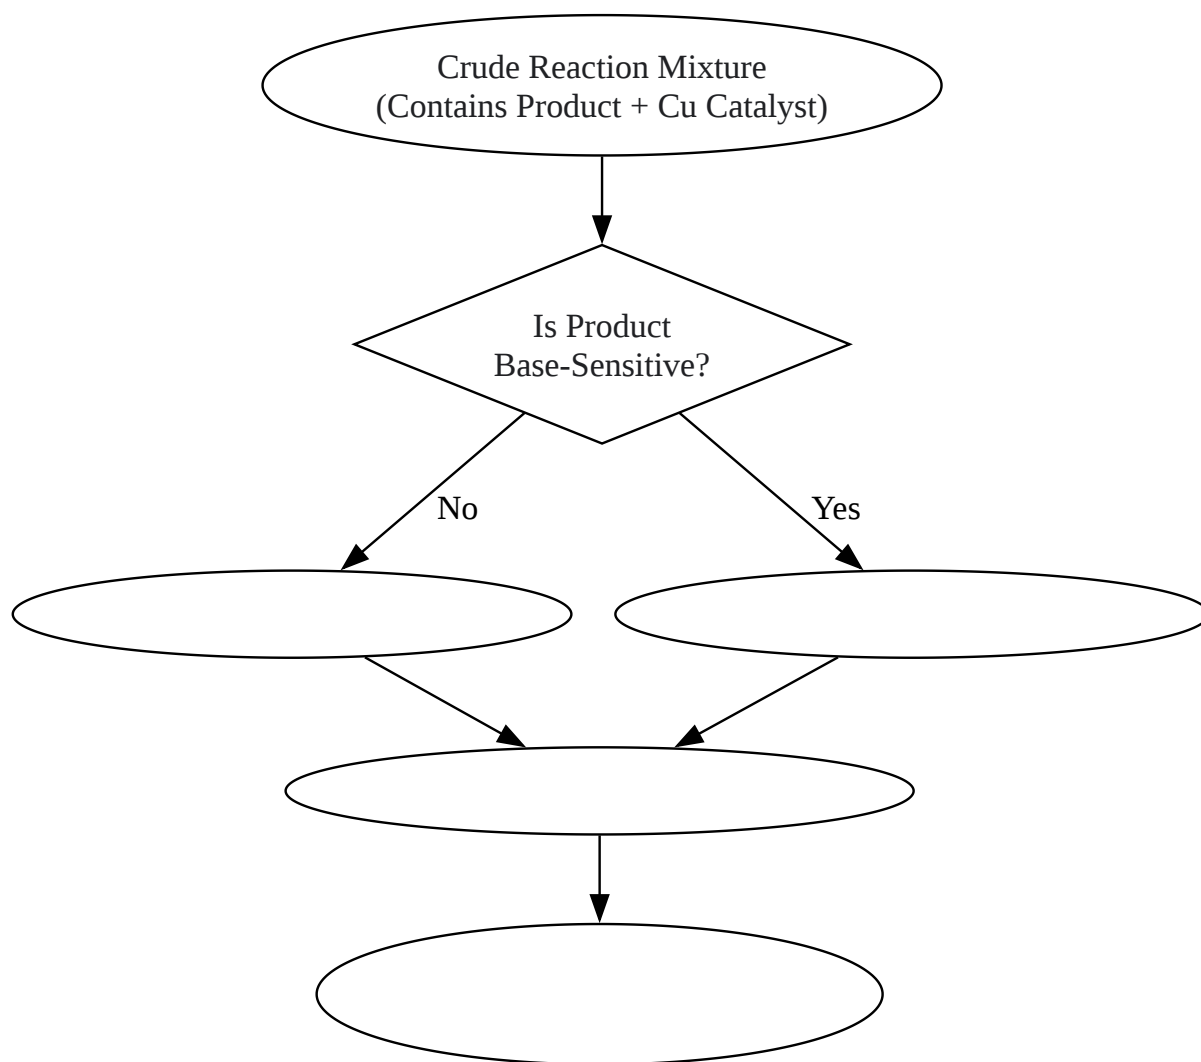 Crude Reaction Mixture
(Contains Product + Cu Catalyst)
Is Product
Base-Sensitive?
No
Yes